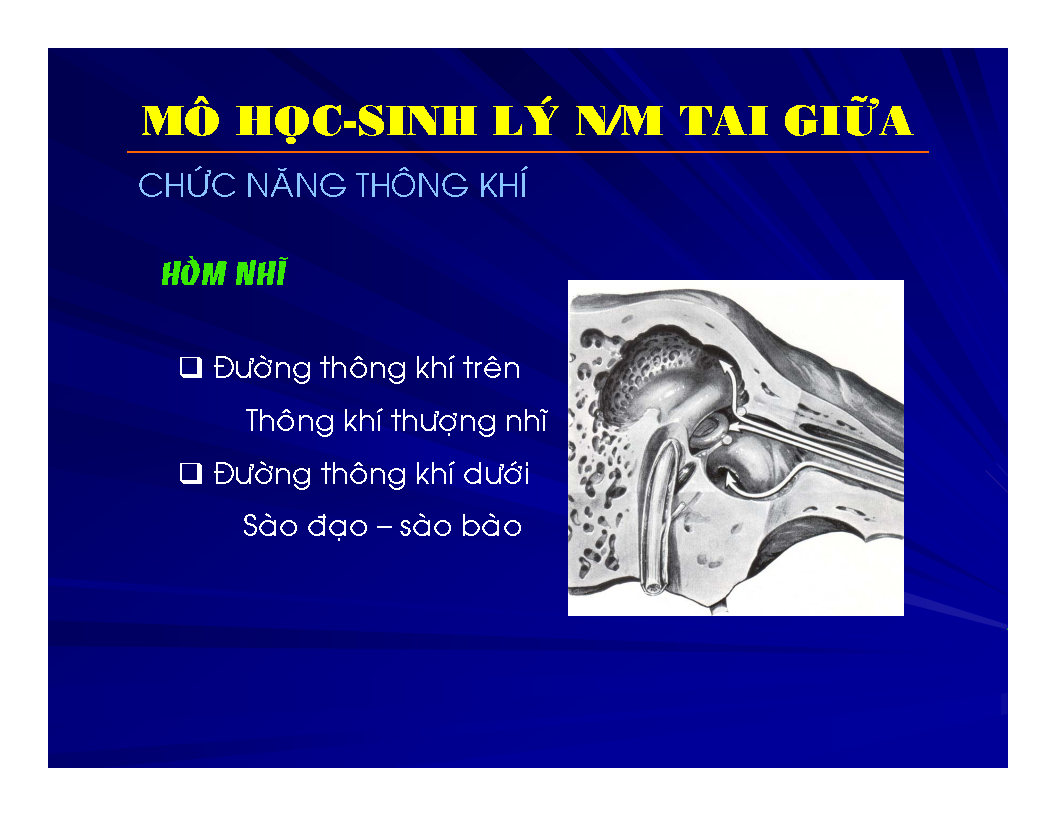 MÔ HỌC-SINH LÝ N/M TAI GIỮA
CHỨC NĂNG THÔNG KHÍ
HÒM NHĨ
❑ Đường thông khí trên
Thông khí thượng nhĩ
❑ Đường thông khí dưới
Sào đạo – sào bào